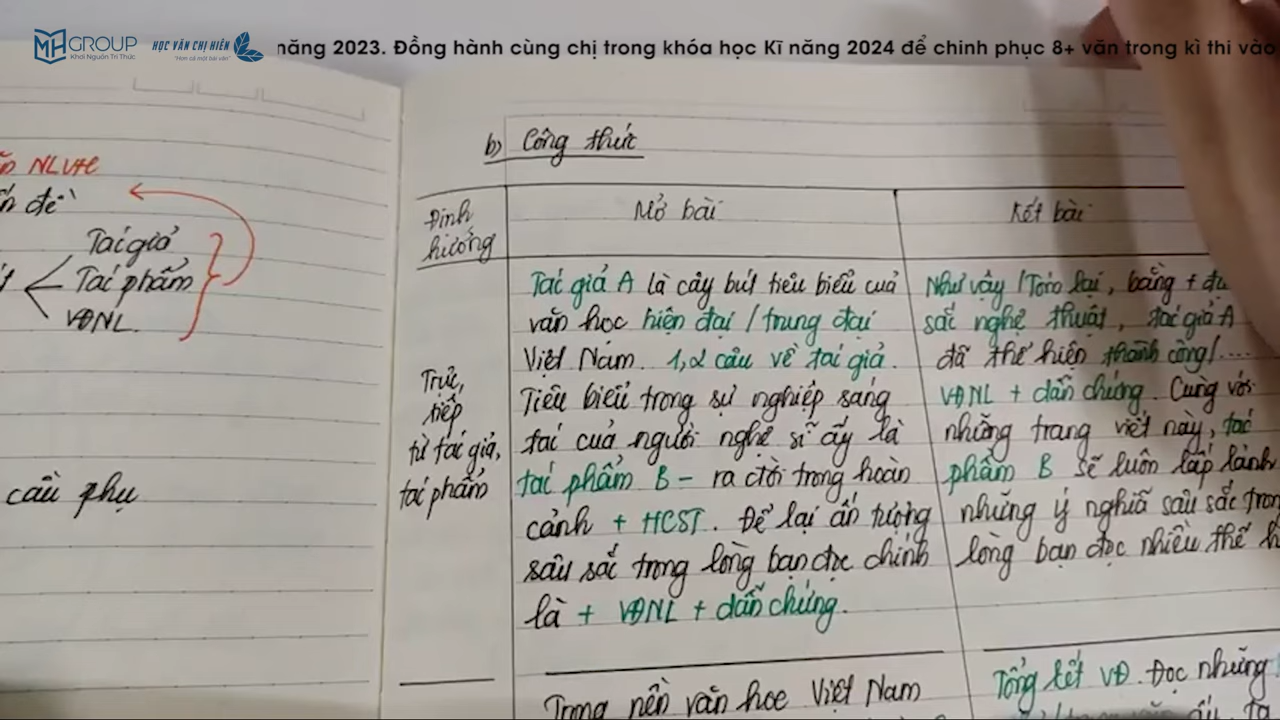 MH GROUP
Khơi Nguồn Tri Thức
HỌC VĂN CHỊ HIÊN
"Hơn cả một bài văn"
năng 2023. Đồng hành cùng chị trong khóa học Kĩ năng 2024 để chinh phục 8+ văn trong kì thi vào
NLVH
đề
Tác giả
Tác phẩm
VĐNL.
cầu phụ
b) Công thức
Định
hướng
Mở bài
Kết bài
Trực
tiếp
từ tác giả,
tác phẩm
Tác giả A là cây bút tiêu biểu của
văn học hiện đại / trung đại
Việt Nam. 1,2 câu về tác giả.
Tiêu biểu trong sự nghiệp sáng
tác của người nghệ sĩ ấy là
tác phẩm B - ra đời trong hoàn
cảnh + HCST. Để lại ấn tượng
sâu sắc trong lòng bạn đọc chính
là + VĐNL + dẫn chứng.
Như vậy / Tóm lại, bằng +
sắc nghệ thuật, tác giả A
đã thể hiện thành công/....
VĐNL + dẫn chứng. Cùng với
những trang viết này, tác
phẩm B sẽ luôn lấp lánh
những ý nghĩa sâu sắc
lòng bạn đọc nhiều thế
Trong nền văn học Việt Nam
Tổng kết VĐ. Đọc những